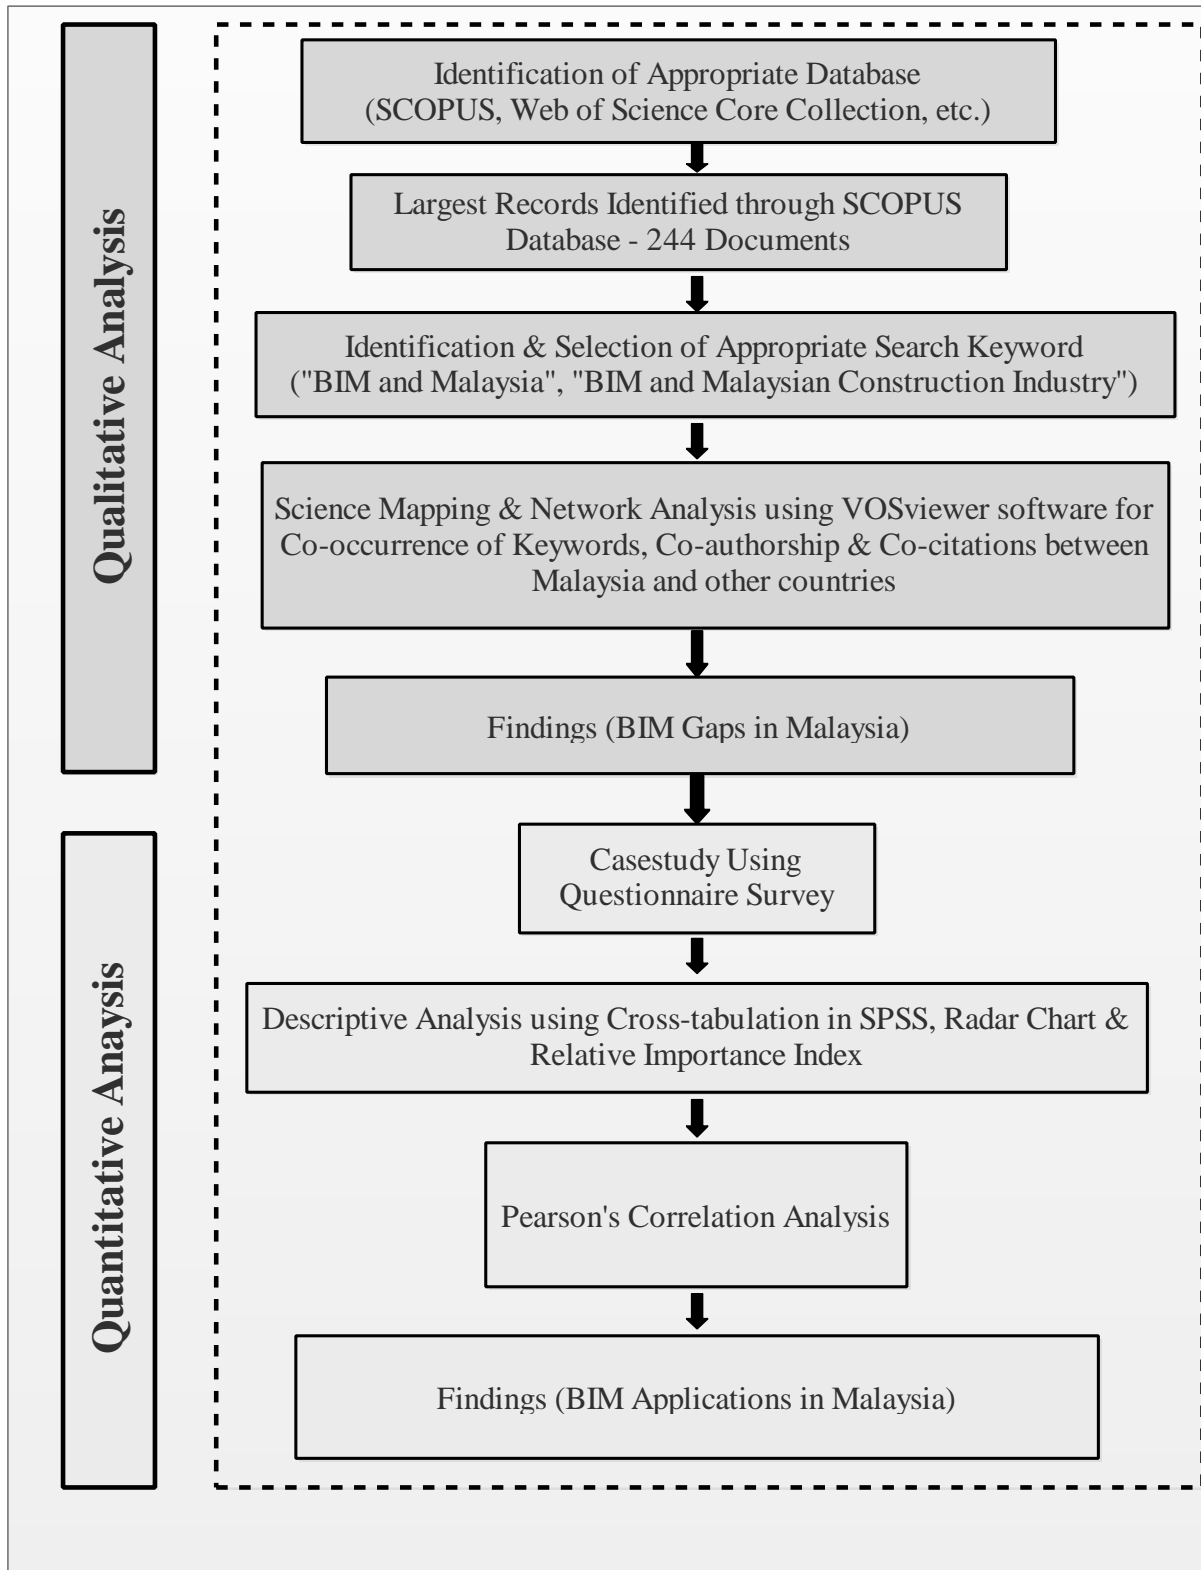 Qualitative Analysis
Identification of Appropriate Database
(SCOPUS, Web of Science Core Collection, etc.)
Largest Records Identified through SCOPUS
Database - 244 Documents
Identification & Selection of Appropriate Search Keyword
("BIM and Malaysia", "BIM and Malaysian Construction Industry")
Science Mapping & Network Analysis using VOSviewer software for
Co-occurrence of Keywords, Co-authorship & Co-citations between
Malaysia and other countries
Findings (BIM Gaps in Malaysia)
Quantitative Anaysis
Casestudy Using
Questionnaire Survey
Descriptive Analysis using Cross-tabulation in SPSS, Radar Chart &
Relative Importance Index
Pearson's Correlation Analysis
Findings (BIM Applications in Malaysia)